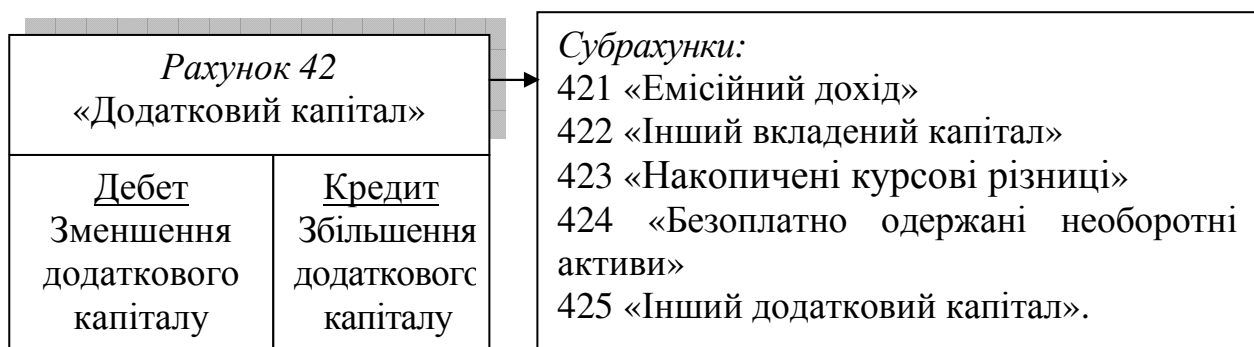 Рахунок 42
«Додатковий капітал»
Дебет
Зменшення
додаткового
капіталу
Кредит
Збільшення
додатковогс
капіталу
Субрахунки:
421 «Емісійний дохід»
422 «Інший вкладений капітал»
423 «Накопичені курсові різниці»
424 «Безоплатно одержані необоротні
активи»
425 «Інший додатковий капітал».